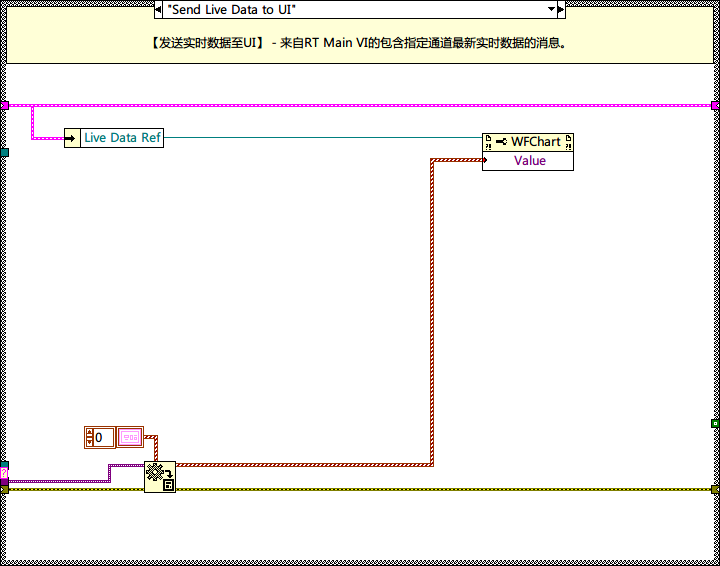 "Send Live Data to UI"
【发送实时数据至UI】 - 来自RT Main VI的包含指定通道最新实时数据的消息。
Live Data Ref
WFChart
Value
0
?